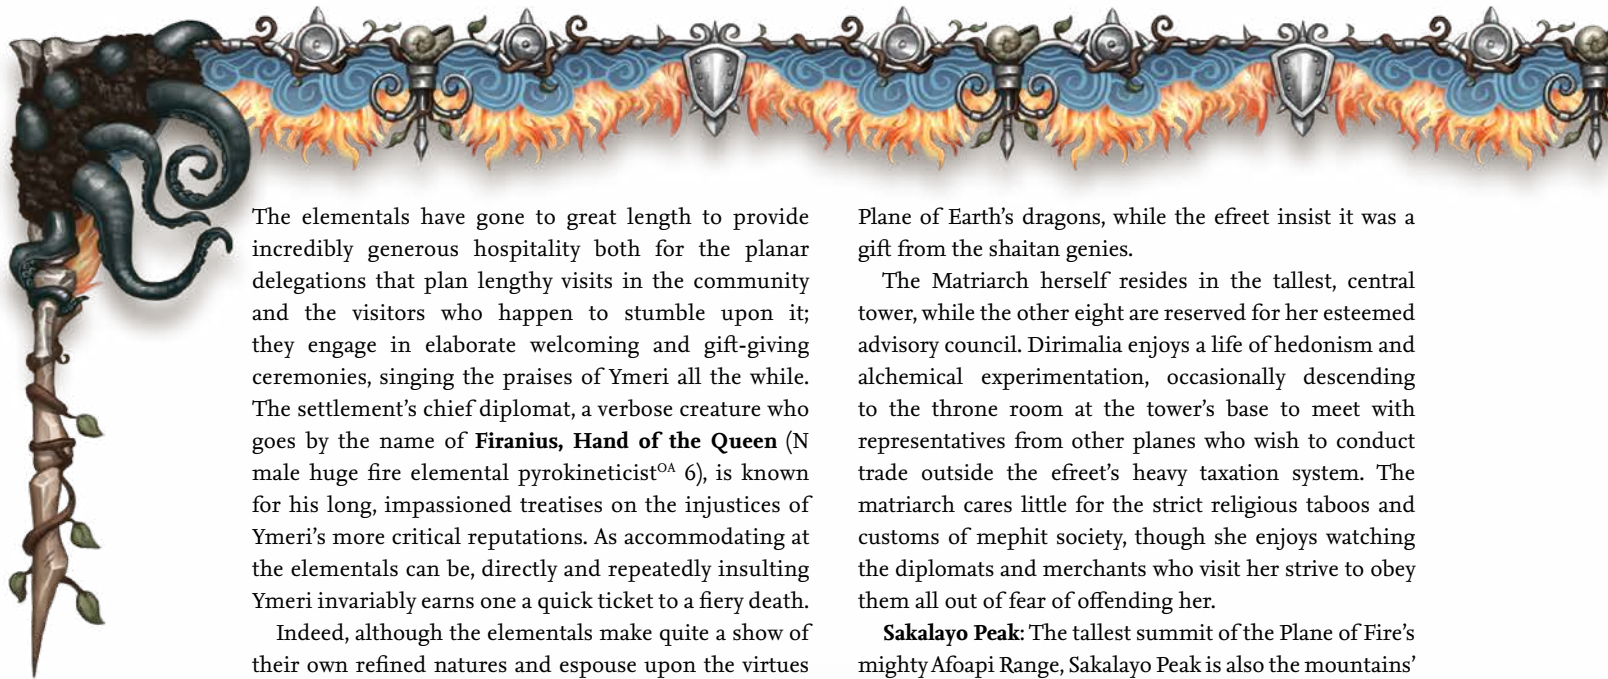 The elementals have gone to great length to provide
incredibly generous hospitality both for the planar
delegations that plan lengthy visits in the community
and the visitors who happen to stumble upon it;
they engage in elaborate welcoming and gift-giving
ceremonies, singing the praises of Ymeri all the while.
The settlement's chief diplomat, a verbose creature who
goes by the name of Firanius, Hand of the Queen (N
male huge fire elemental pyrokineticistOA 6), is known
for his long, impassioned treatises on the injustices of
Ymeri's more critical reputations. As accommodating at
the elementals can be, directly and repeatedly insulting
Ymeri invariably earns one a quick ticket to a fiery death.
Indeed, although the elementals make quite a show of
their own refined natures and espouse upon the virtues
Plane of Earth's dragons, while the efreet insist it was a
gift from the shaitan genies.
The Matriarch herself resides in the tallest, central
tower, while the other eight are reserved for her esteemed
advisory council. Dirimalia enjoys a life of hedonism and
alchemical experimentation, occasionally descending
to the throne room at the tower's base to meet with
representatives from other planes who wish to conduct
trade outside the efreet's heavy taxation system. The
matriarch cares little for the strict religious taboos and
customs of mephit society, though she enjoys watching
the diplomats and merchants who visit her strive to obey
them all out of fear of offending her.
Sakalayo Peak: The tallest summit of the Plane of Fire's
mighty Afoapi Range, Sakalayo Peak is also the mountains'